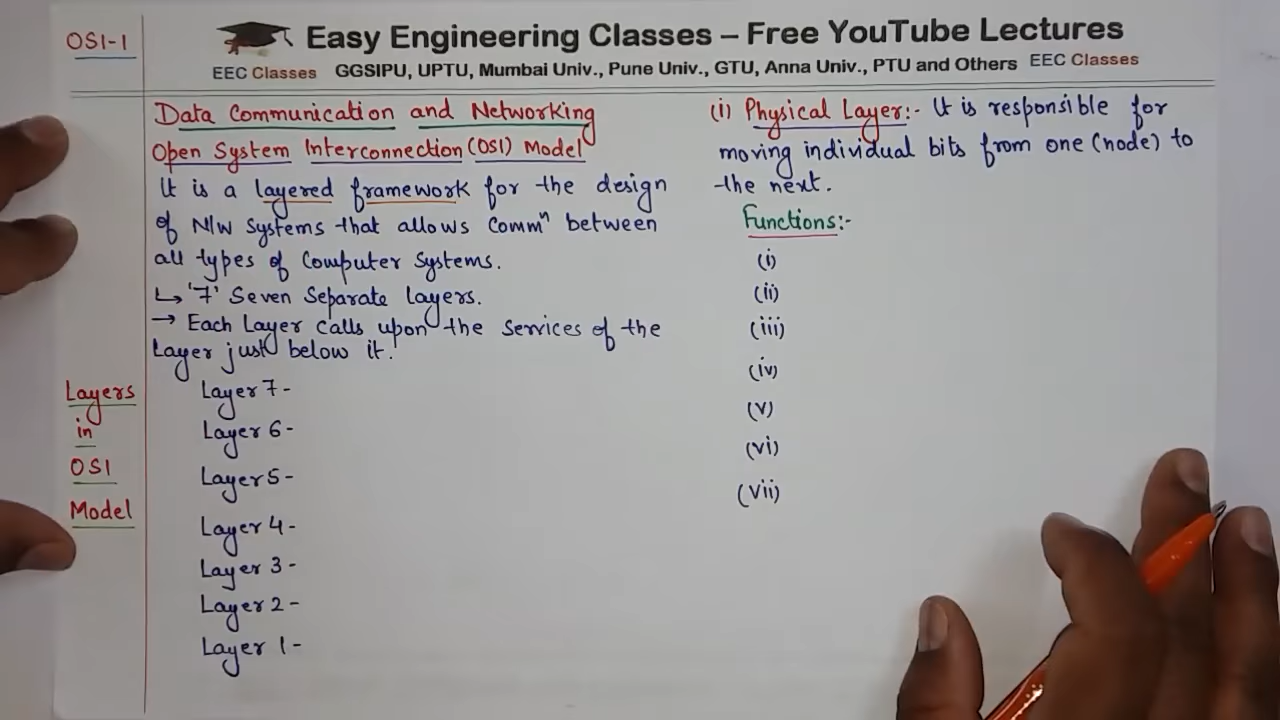 OSI-1
Easy Engineering Classes – Free YouTube Lectures
EEC Classes GGSIPU, UPTU, Mumbai Univ., Pune Univ., GTU, Anna Univ., PTU and Others EEC Classes
Data Communication and Networking
Open System Interconnection (OSI) Model
It is a layered framework for the design
of N/W Systems that allows Commⁿ between
all types of Computer Systems.
↳ '7' Seven Separate layers.
→ Each Layer calls upon the services of the
Layer just below it.
Layers
in
OSI
Model
Layer 7-
Layer 6-
Layer 5-
Layer 4-
Layer 3-
Layer 2-
Layer 1-
(i) Physical Layer:- It is responsible for
moving individual bits from one (node) to
the next.
Functions:-
(i)
(ii)
(iii)
(iv)
(v)
(vi)
(vii)